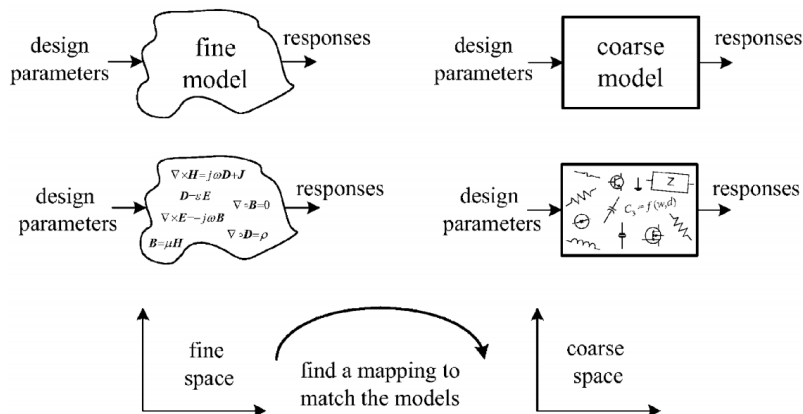 design
parameters
fine
model
responses
design
parameters
coarse
model
responses
design
parameters
∇×H=jωD+J
D=εE
∇∘B=0
∇×E=-jωB
B=μH
∇∘D=ρ
responses
design
parameters
Z
C₃=f(w,d)
responses
fine
space
find a mapping to
match the models
coarse
space